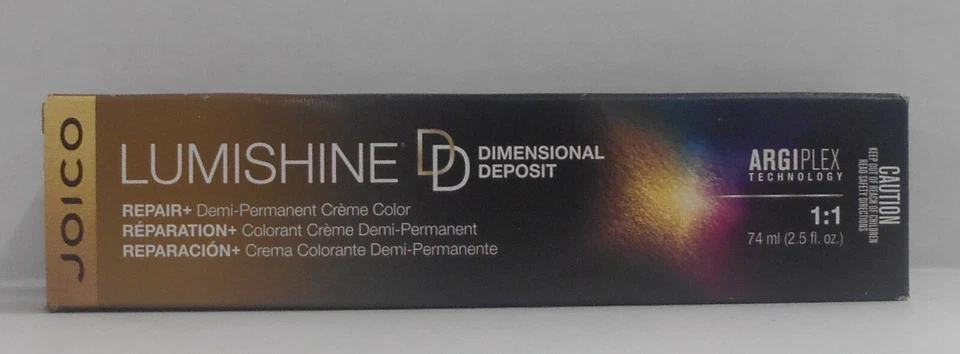 JOICO
LUMISHINE® DD DIMENSIONAL
DEPOSIT
REPAIR+ Demi-Permanent Crème Color
RÉPARATION+ Colorant Crème Demi-Permanent
REPARACIÓN+ Crema Colorante Demi-Permanente
ARGIPLEX
TECHNOLOGY
1:1
74 ml (2.5 fl. oz.)
CAUTION
KEEP OUT OF REACH OF CHILDREN
READ SAFETY DIRECTIONS